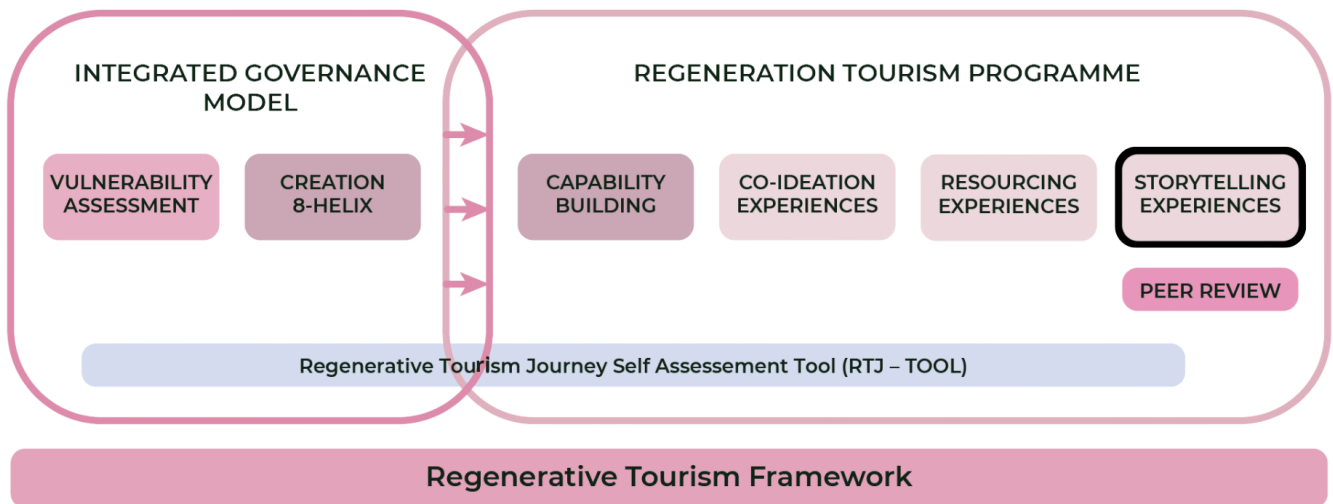 INTEGRATED GOVERNANCE
MODEL
REGENERATION TOURISM PROGRAMME
VULNERABILITY
ASSESSMENT
CREATION
8-HELIX
CAPABILITY
BUILDING
CO-IDEATION
EXPERIENCES
RESOURCING
EXPERIENCES
STORYTELLING
EXPERIENCES
PEER REVIEW
Regenerative Tourism Journey Self Assessement Tool (RTJ – TOOL)
Regenerative Tourism Framework